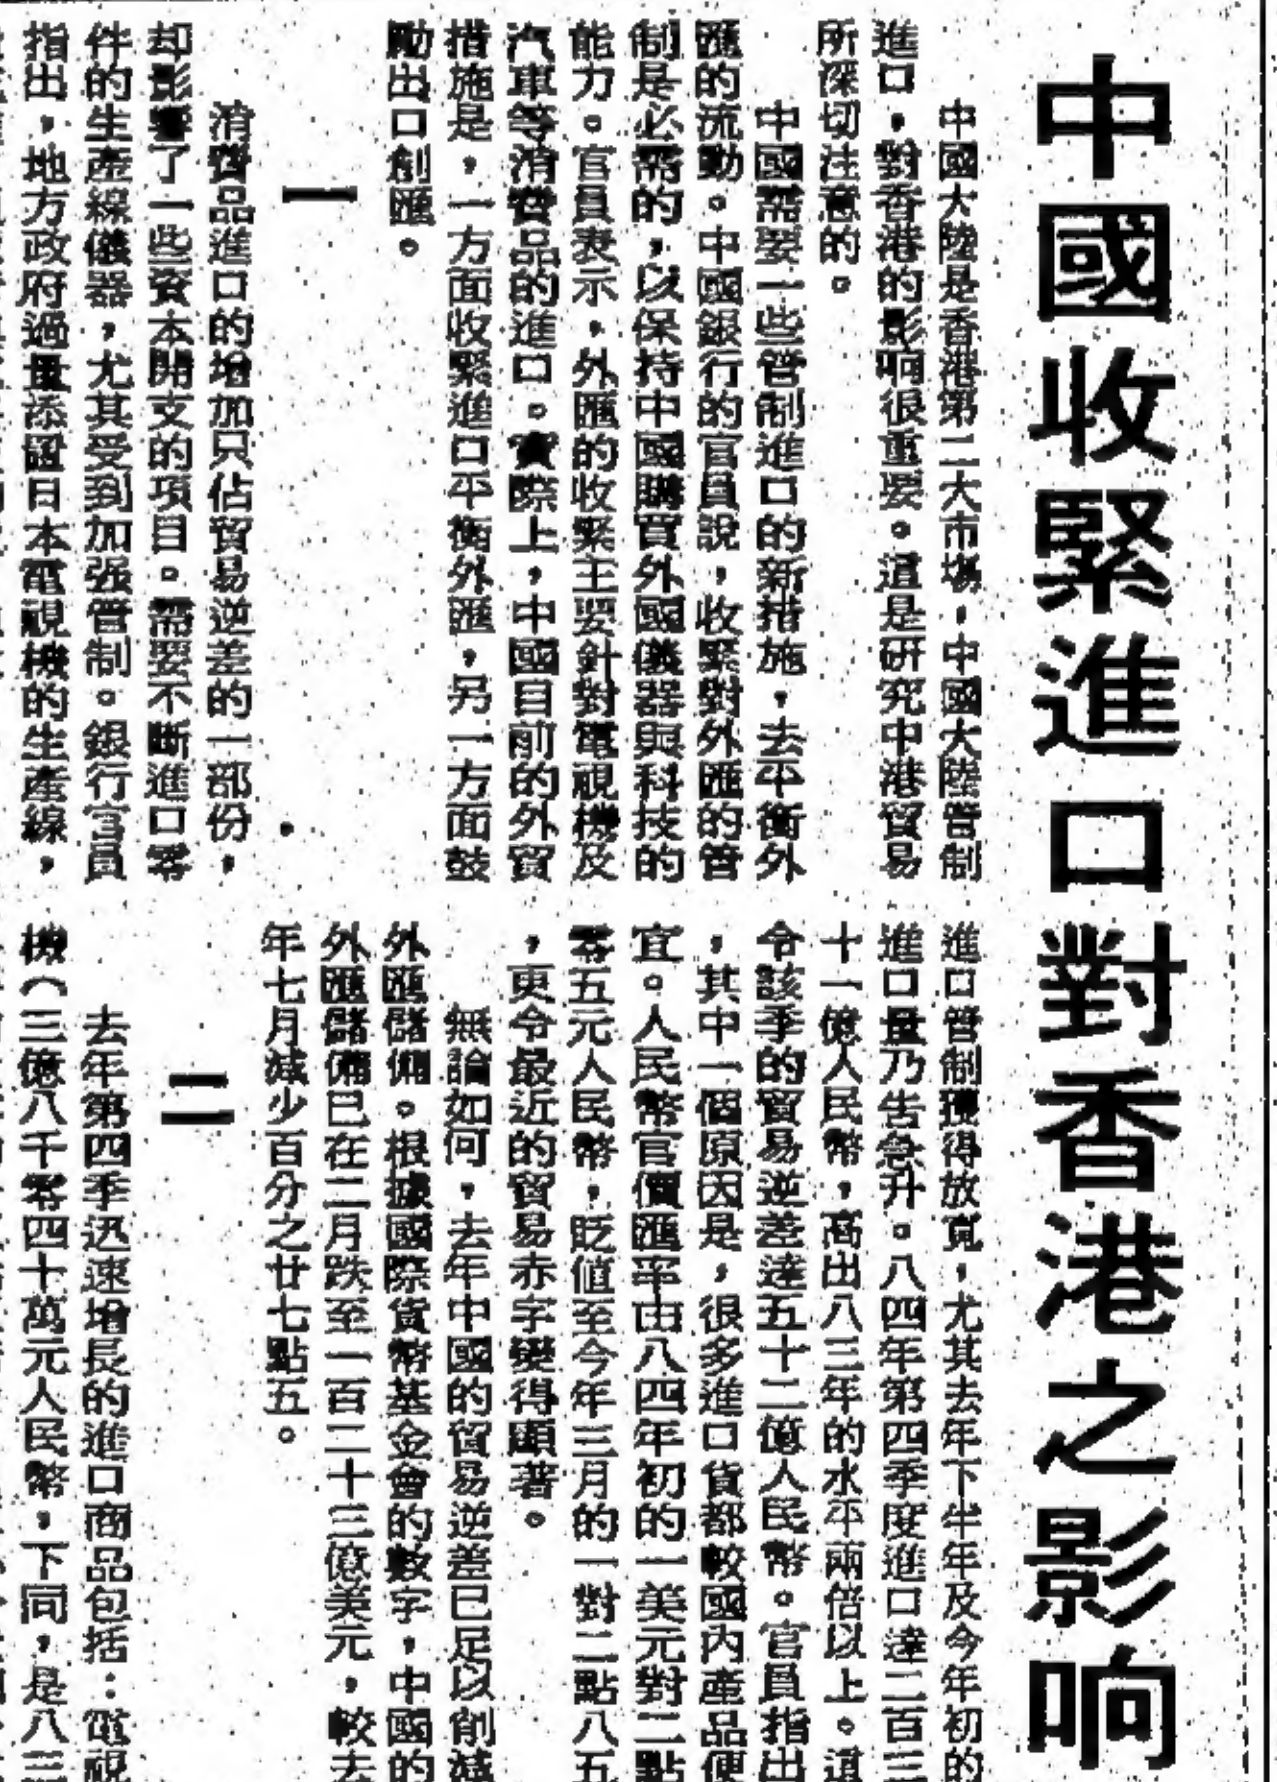 中國收緊進口對香港之影响
中國大陸是香港第二大市場，中國大陸管制
進口，對香港的影响很重要。這是研究中港貿易
所深切注意的。
中國需要一些管制進口的新措施，去平衡外
匯的流動。中國銀行的官員說，收緊對外匯的管
制是必需的，以保持中國購買外國儀器與科技的
能力。官員表示，外匯的收緊主要針對電視機及
汽車等消費品的進口。實際上，中國目前的外貿
措施是，一方面收緊進口平衡外匯，另一方面鼓
勵出口創匯。
一
消費品進口的增加只佔貿易逆差的一部份，
却影響了一些資本開支的項目。需要不斷進口零
件的生產線儀器，尤其受到加强管制。銀行官員
指出，地方政府過量添置日本電視機的生產線，
進口管制獲得放寬，尤其去年下半年及今年初的
進口量乃告急升。八四年第四季度進口達二百三
十一億人民幣，高出八三年的水平兩倍以上。這
令該季的貿易逆差達五十二億人民幣。官員指出
，其中一個原因是，很多進口貨都較國內產品便
宜。人民幣官價匯率由八四年初的一美元對二點
零五元人民幣，貶值至今年三月的一對二點八五
，更令最近的貿易赤字變得顯著。
無論如何，去年中國的貿易逆差已足以削減
外匯儲備。根據國際貨幣基金會的數字，中國的
外匯儲備已在二月跌至一百二十三億美元，較去
年七月減少百分之廿七點五。
二
去年第四季迅速增長的進口商品包括：電視
機（三億八千零四十萬元人民幣，下同，是八三